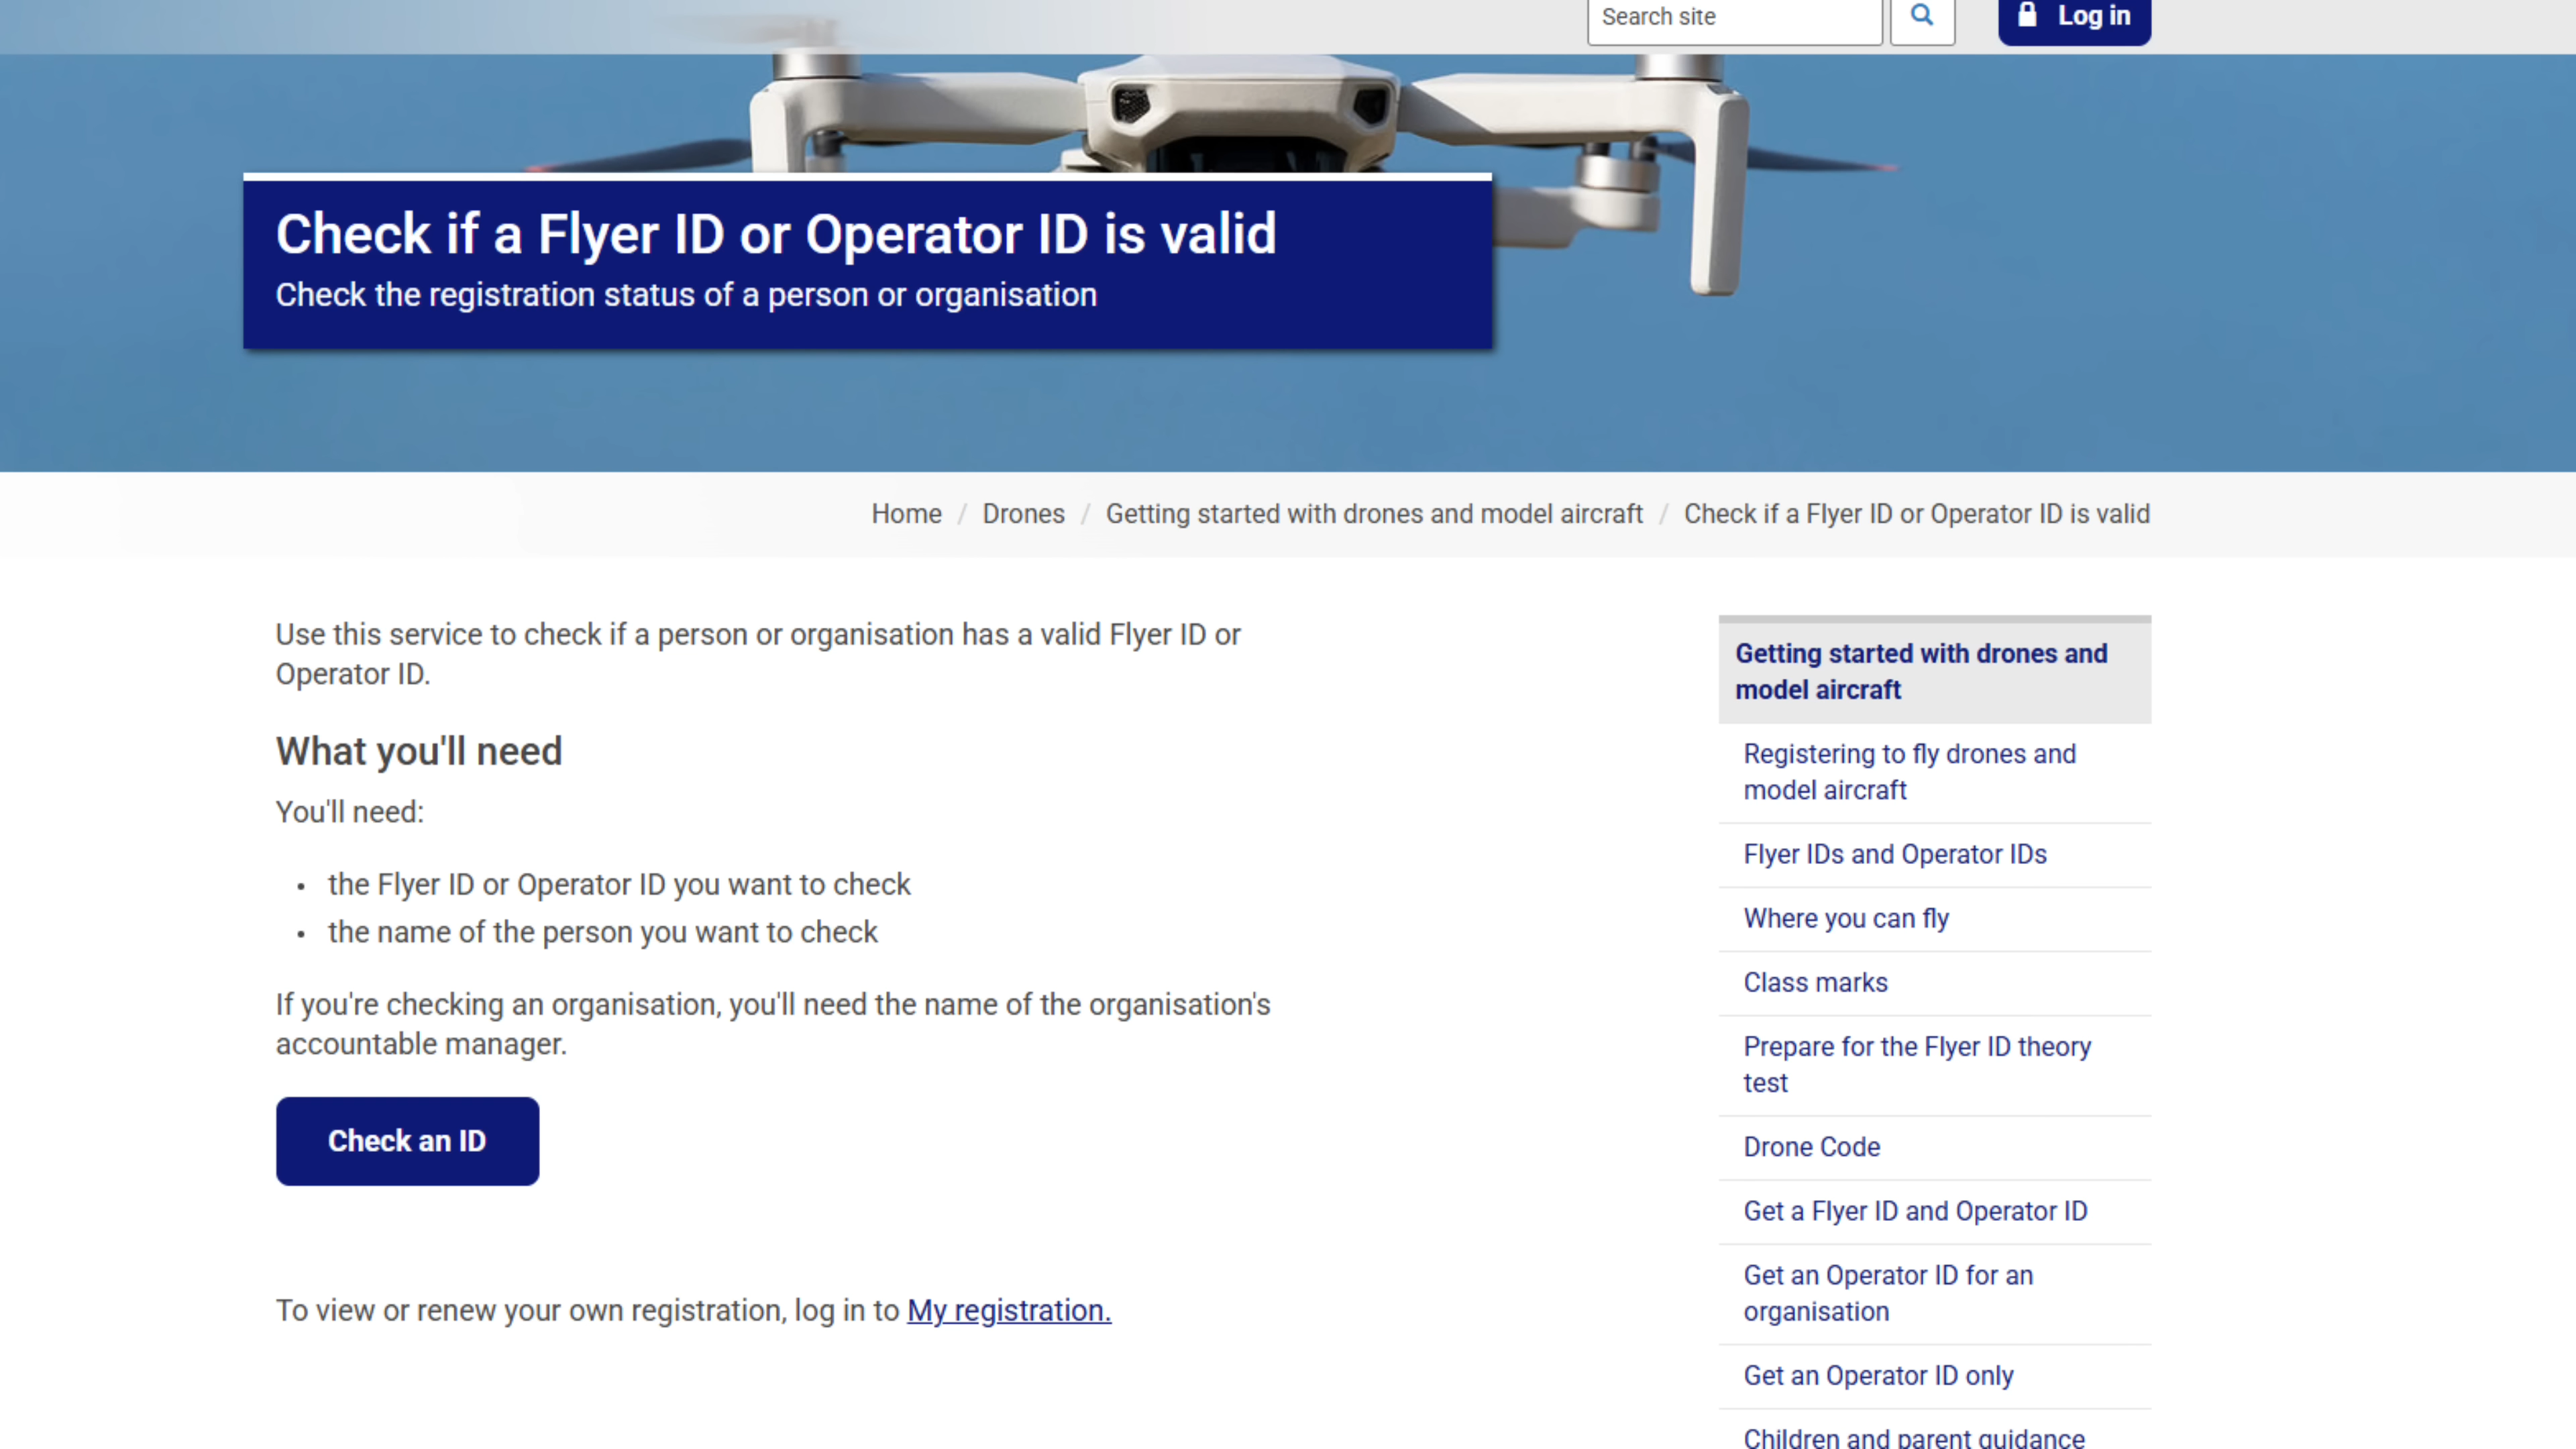 Search site
Log in
Check if a Flyer ID or Operator ID is valid
Check the registration status of a person or organisation
Home / Drones / Getting started with drones and model aircraft / Check if a Flyer ID or Operator ID is valid
Use this service to check if a person or organisation has a valid Flyer ID or
Operator ID.
What you'll need
You'll need:
• the Flyer ID or Operator ID you want to check
• the name of the person you want to check
If you're checking an organisation, you'll need the name of the organisation's
accountable manager.
Check an ID
To view or renew your own registration, log in to My registration.
Getting started with drones and
model aircraft
Registering to fly drones and
model aircraft
Flyer IDs and Operator IDs
Where you can fly
Class marks
Prepare for the Flyer ID theory
test
Drone Code
Get a Flyer ID and Operator ID
Get an Operator ID for an
organisation
Get an Operator ID only
Children and parent guidance